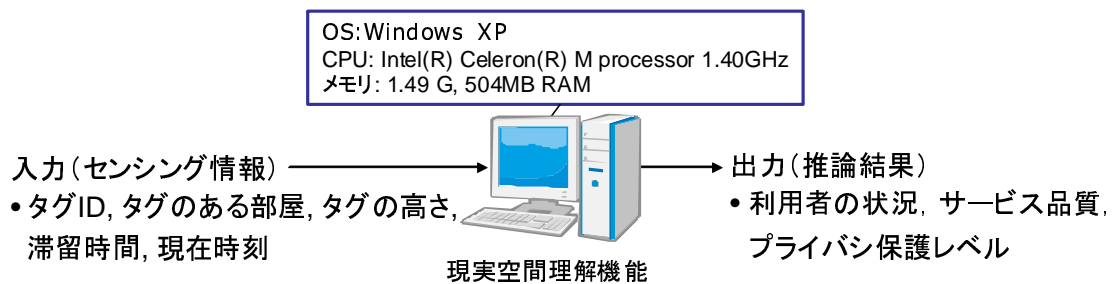 OS:Windows XP
CPU: Intel(R) Celeron(R) M processor 1.40GHz
メモリ: 1.49 G, 504MB RAM
入力(センシング情報)
• タグID, タグのある部屋, タグの高さ,
滞留時間, 現在時刻
現実空間理解機能
出力(推論結果)
• 利用者の状況, サービス品質,
プライバシ保護レベル